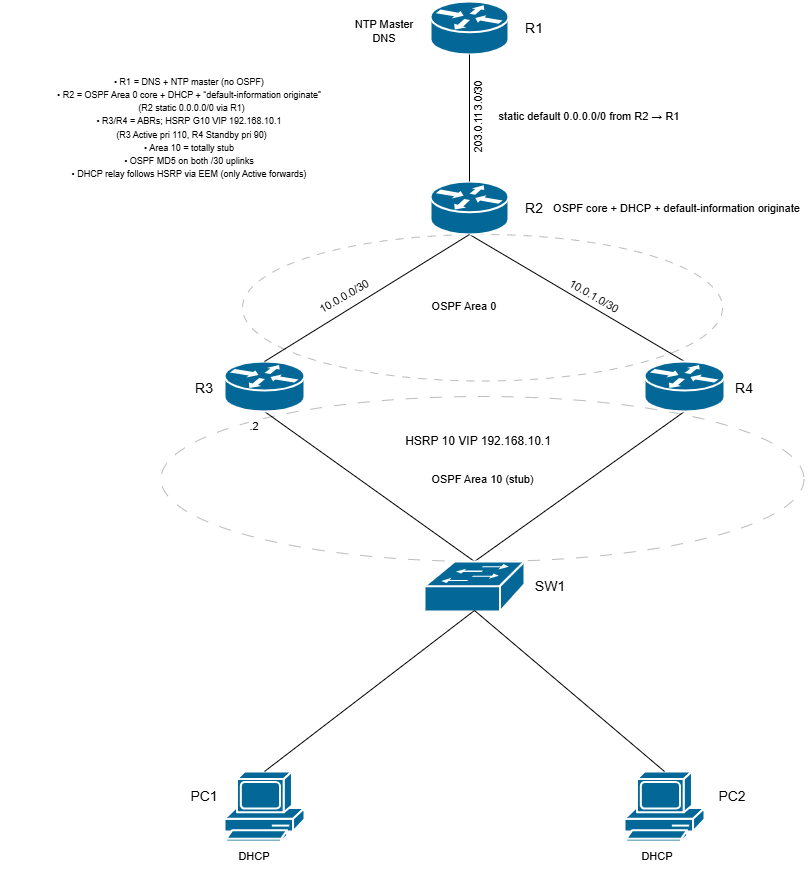 NTP Master
DNS
R1
• R1 = DNS + NTP master (no OSPF)
• R2 = OSPF Area 0 core + DHCP + “default-information originate”
(R2 static 0.0.0.0/0 via R1)
• R3/R4 = ABRs; HSRP G10 VIP 192.168.10.1
(R3 Active pri 110, R4 Standby pri 90)
• Area 10 = totally stub
• OSPF MD5 on both /30 uplinks
• DHCP relay follows HSRP via EEM (only Active forwards)
203.0.11 3.0/30
static default 0.0.0.0/0 from R2 → R1
R2
OSPF core + DHCP + default-information originate
10.0.0.0/30
10.0.1.0/30
OSPF Area 0
R3
R4
.2
HSRP 10 VIP 192.168.10.1
OSPF Area 10 (stub)
SW1
PC1
PC2
DHCP
DHCP